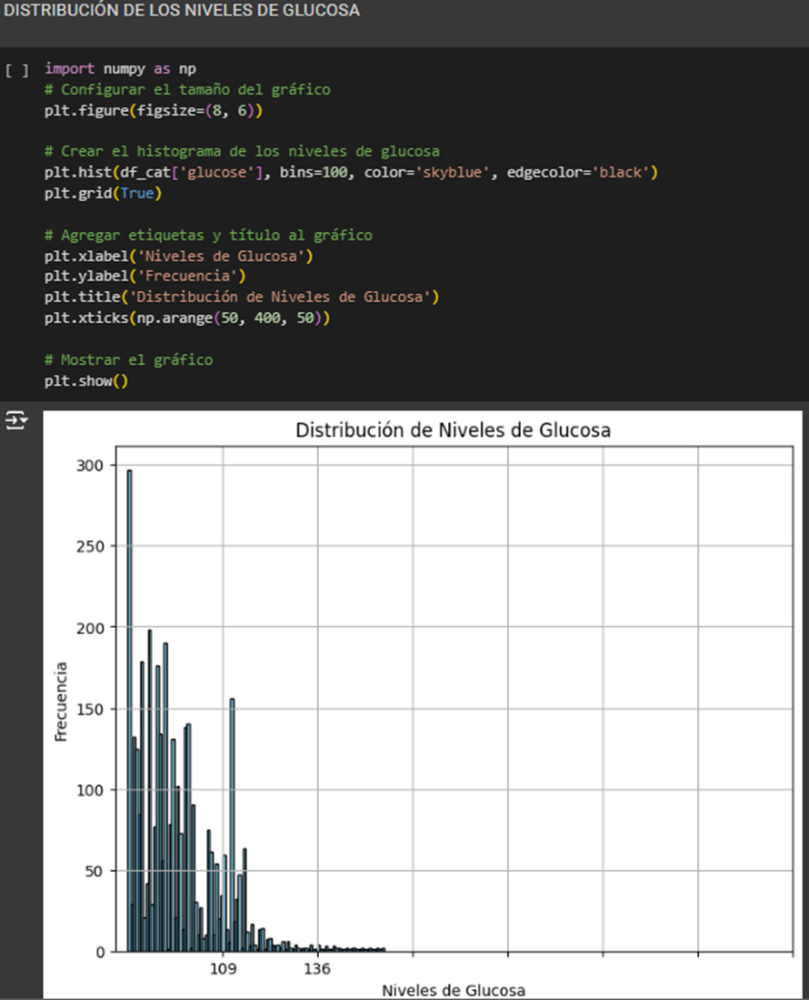 DISTRIBUCIÓN DE LOS NIVELES DE GLUCOSA
[ ] import numpy as np
# Configurar el tamaño del gráfico
plt.figure(figsize=(8, 6))
# Crear el histograma de los niveles de glucosa
plt.hist(df_cat['glucose'], bins=100, color='skyblue', edgecolor='black')
plt.grid(True)
# Agregar etiquetas y título al gráfico
plt.xlabel('Niveles de Glucosa')
plt.ylabel('Frecuencia')
plt.title('Distribución de Niveles de Glucosa')
plt.xticks(np.arange(50, 400, 50))
# Mostrar el gráfico
plt.show()
Distribución de Niveles de Glucosa
300
250
200
150
100
50
0
Frecuencia
109 136
Niveles de Glucosa